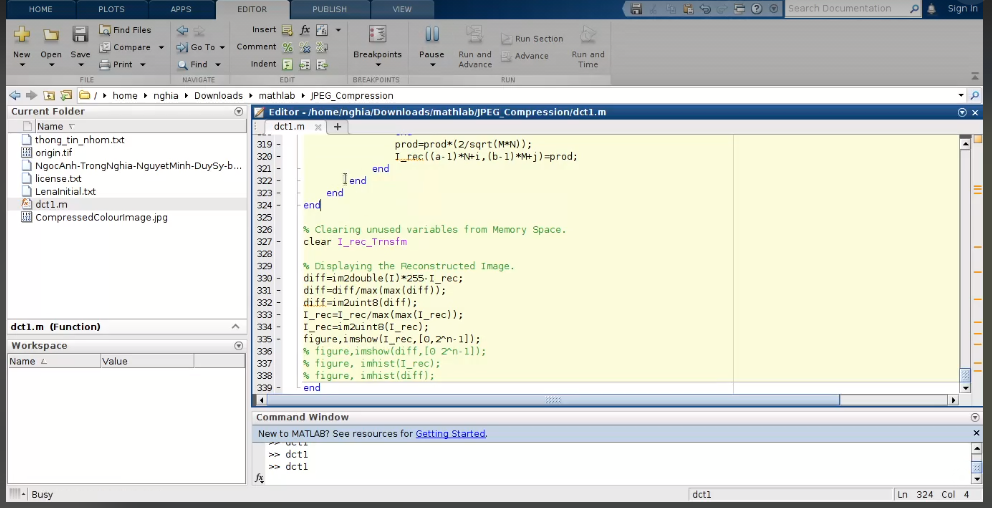 HOME PLOTS APPS EDITOR PUBLISH VIEW Search Documentation Sign In
New Open Save Find Files Compare Print Go To Find Insert Comment Indent fx Breakpoints Pause Run and Advance Run Section Advance Run and Time
FILE NAVIGATE EDIT BREAKPOINTS RUN
/ home nghia Downloads mathlab JPEG_Compression
Current Folder
Name
thong_tin_nhom.txt
origin.tif
NgocAnh-TrongNghia-NguyetMinh-DuySy-b...
license.txt
LenaInitial.txt
dct1.m
CompressedColourImage.jpg
dct1.m (Function)
Workspace
Name Value
Editor - /home/nghia/Downloads/mathlab/JPEG_Compression/dct1.m
dct1.m
319 prod=prod*(2/sqrt(M*N));
320 I_rec((a-1)*N+i,(b-1)*M+j)=prod;
321 end
322 end
323 end
324 end
325
326 % Clearing unused variables from Memory Space.
327 clear I_rec_Trnsfm
328
329 % Displaying the Reconstructed Image.
330 diff=im2double(I)*255-I_rec;
331 diff=diff/max(max(diff));
332 diff=im2uint8(diff);
333 I_rec=I_rec/max(max(I_rec));
334 I_rec=im2uint8(I_rec);
335 figure,imshow(I_rec,[0,2^n-1]);
336 % figure,imshow(diff,[0 2^n-1]);
337 % figure, imhist(I_rec);
338 % figure, imhist(diff);
339 end
Command Window
New to MATLAB? See resources for Getting Started.
>> dct1
>> dct1
>> dct1
fx
Busy
dct1 Ln 324 Col 4